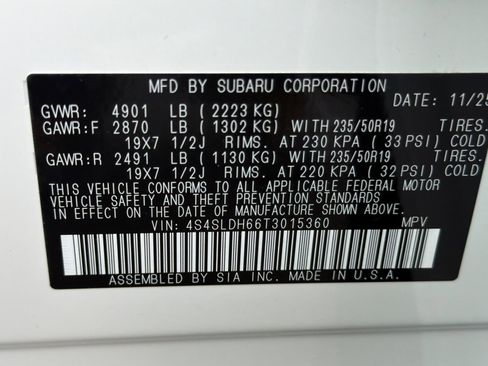 MFD BY SUBARU CORPORATION
GVWR: 4901 LB ( 2223 KG) DATE: 11/25
GAWR:F 2870 LB ( 1302 KG) WITH 235/50R19 TIRES.
19X7 1/2J RIMS. AT 230 KPA ( 33 PSI) COLD
GAWR:R 2491 LB ( 1130 KG) WITH 235/50R19 TIRES.
19X7 1/2J RIMS. AT 220 KPA ( 32 PSI) COLD
THIS VEHICLE CONFORMS TO ALL APPLICABLE FEDERAL MOTOR
VEHICLE SAFETY AND THEFT PREVENTION STANDARDS
IN EFFECT ON THE DATE OF MANUFACTURE SHOWN ABOVE.
VIN: 4S4SLDH66T3015360 MPV
ASSEMBLED BY SIA INC. MADE IN U.S.A.